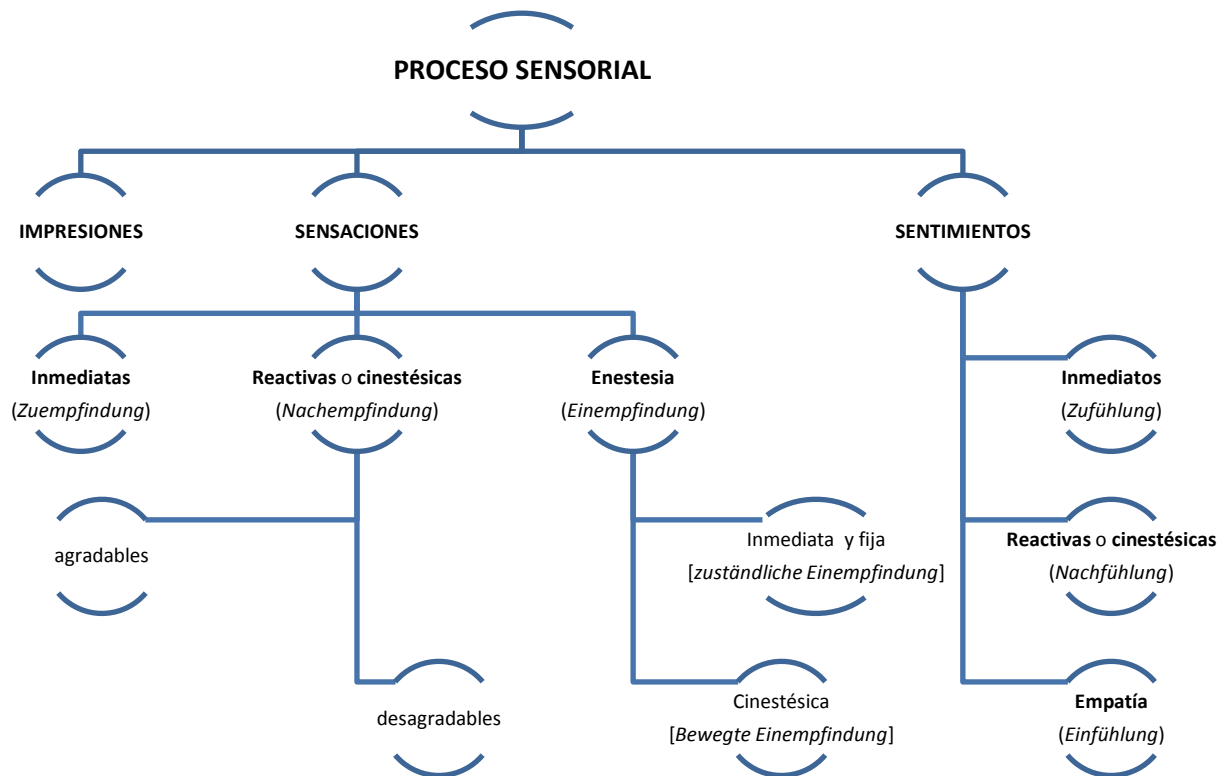 PROCESO SENSORIAL
IMPRESIONES
SENSACIONES
SENTIMIENTOS
Inmediatas
(Zuempfindung)
Reactivas o cinestésicas
(Nachempfindung)
Enestesia
(Einempfindung)
Inmediatos
(Zufühlung)
agradables
Inmediata y fija
[zuständliche Einempfindung]
Reactivas o cinestésicas
(Nachfühlung)
desagradables
Cinestésica
[Bewegte Einempfindung]
Empatía
(Einfühlung)